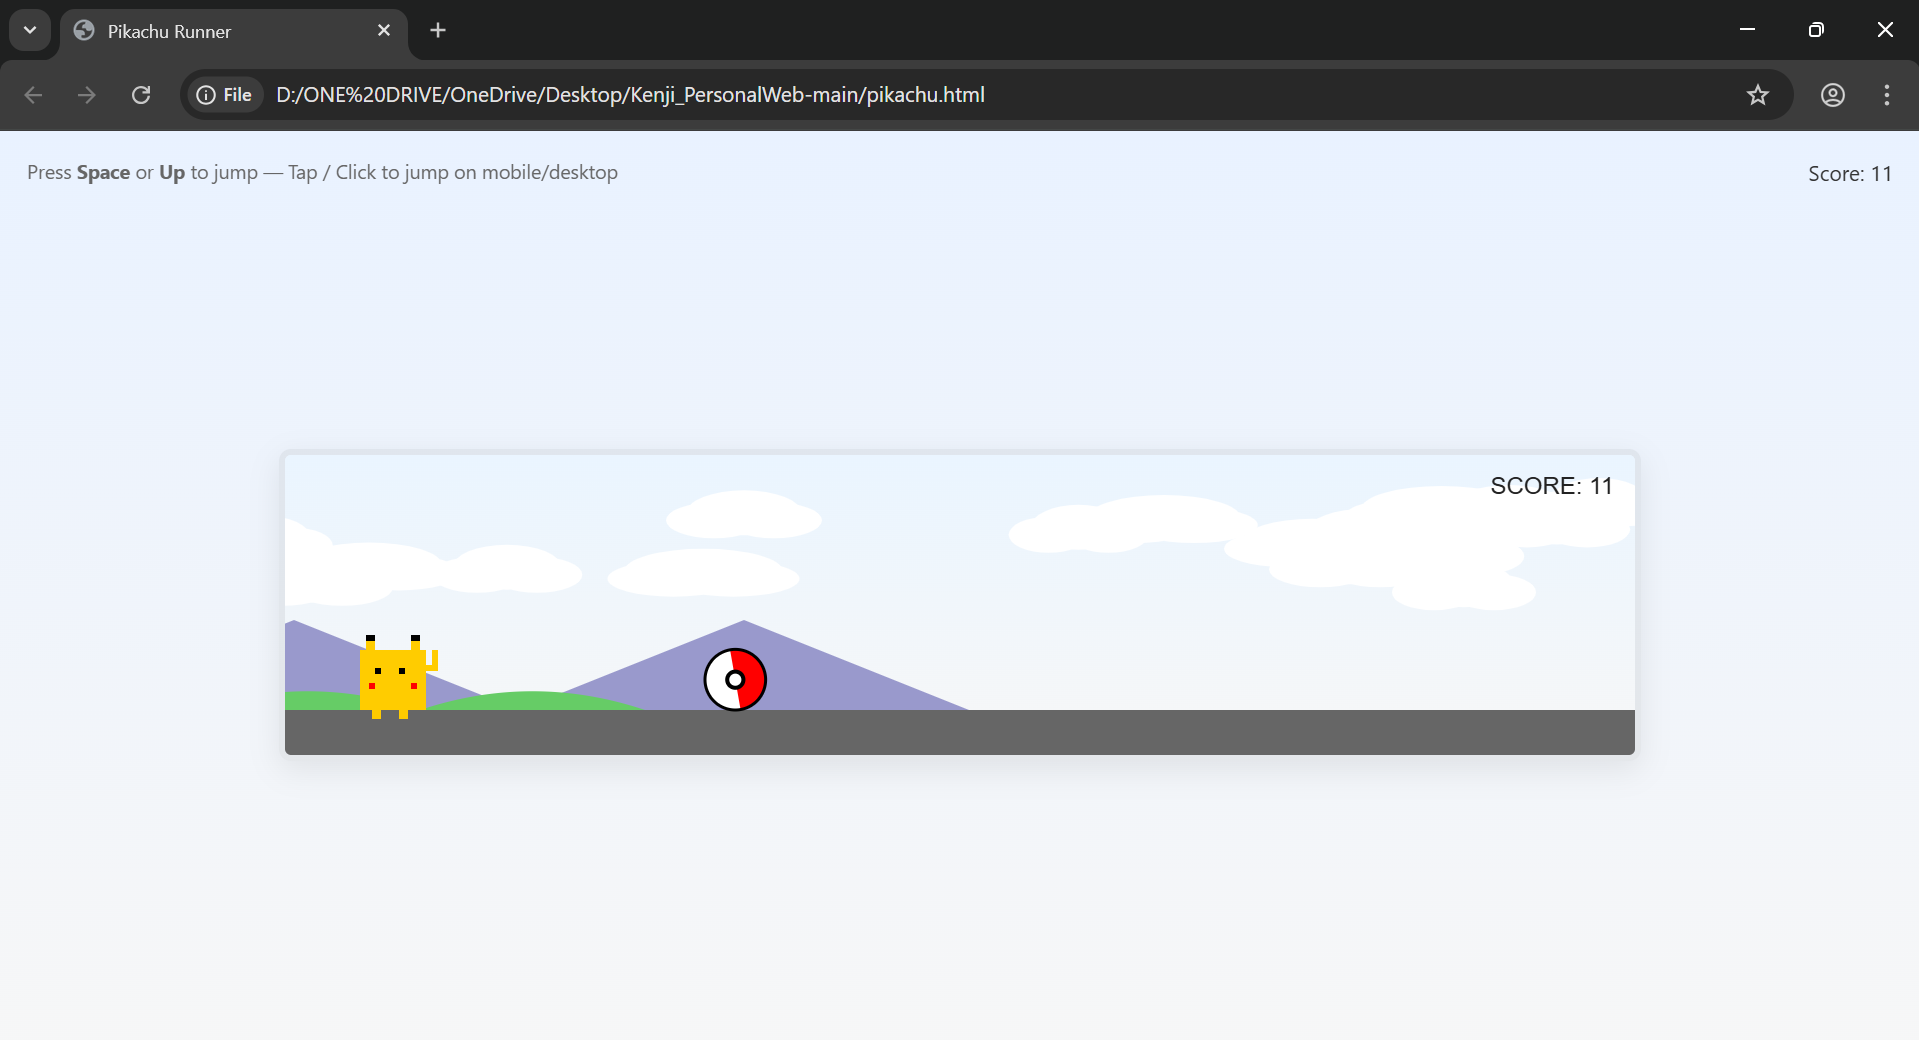 Pikachu Runner
File D:/ONE%20DRIVE/OneDrive/Desktop/Kenji_PersonalWeb-main/pikachu.html
Press Space or Up to jump — Tap / Click to jump on mobile/desktop
Score: 11
SCORE: 11